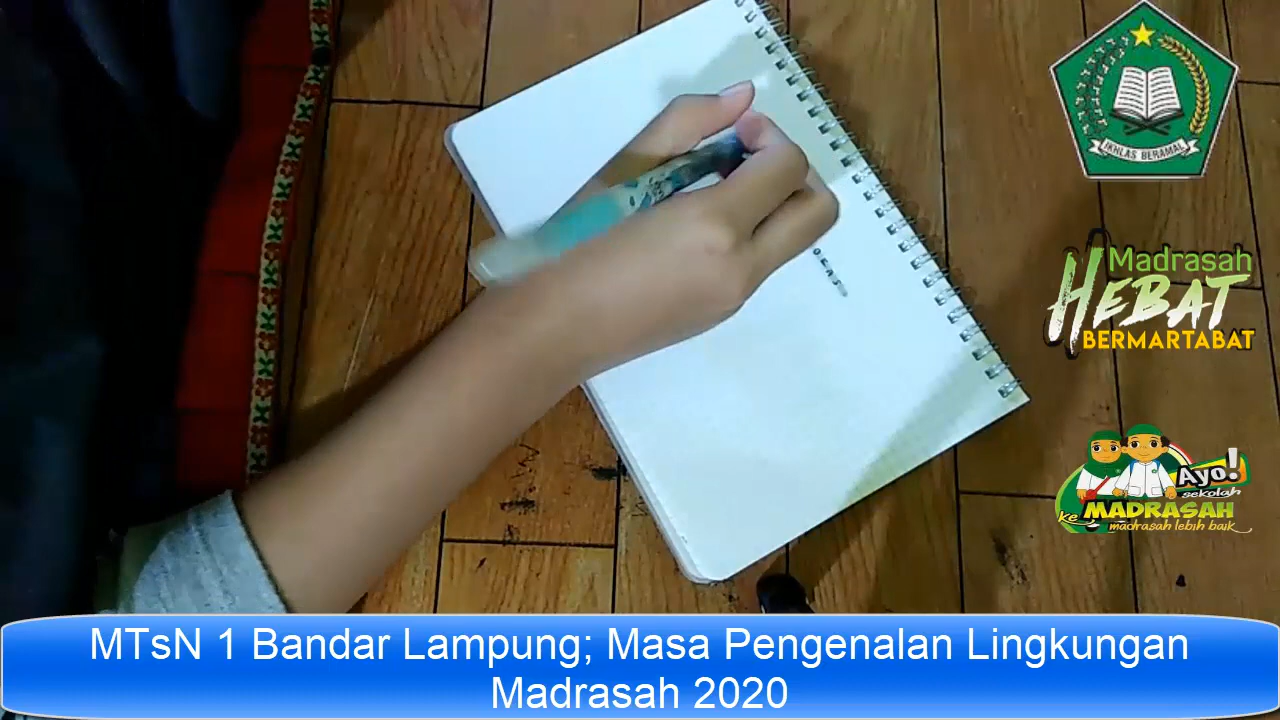 IKHLAS BERAMAL
Madrasah
HEBAT
BERMARTABAT
Ayo!
sekolah
ke MADRASAH
madrasah lebih baik
MTsN 1 Bandar Lampung; Masa Pengenalan Lingkungan
Madrasah 2020